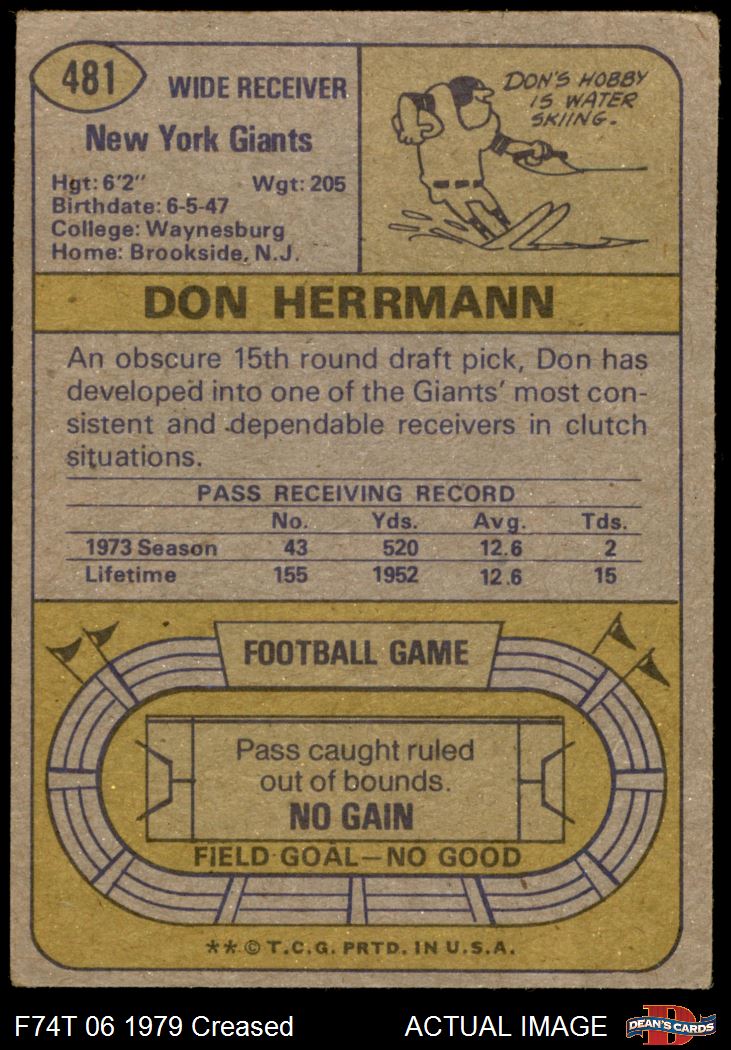 481
WIDE RECEIVER
New York Giants
Hgt: 6'2" Wgt: 205
Birthdate: 6-5-47
College: Waynesburg
Home: Brookside, N.J.
DON'S HOBBY
IS WATER
SKIING.
DON HERRMANN
An obscure 15th round draft pick, Don has
developed into one of the Giants' most con-
sistent and dependable receivers in clutch
situations.
PASS RECEIVING RECORD
No. Yds. Avg. Tds.
1973 Season 43 520 12.6 2
Lifetime 155 1952 12.6 15
FOOTBALL GAME
Pass caught ruled
out of bounds.
NO GAIN
FIELD GOAL—NO GOOD
** © T.C.G. PRTD. IN U.S.A.
F74T 06 1979 Creased ACTUAL IMAGE
D
DEAN'S CARDS